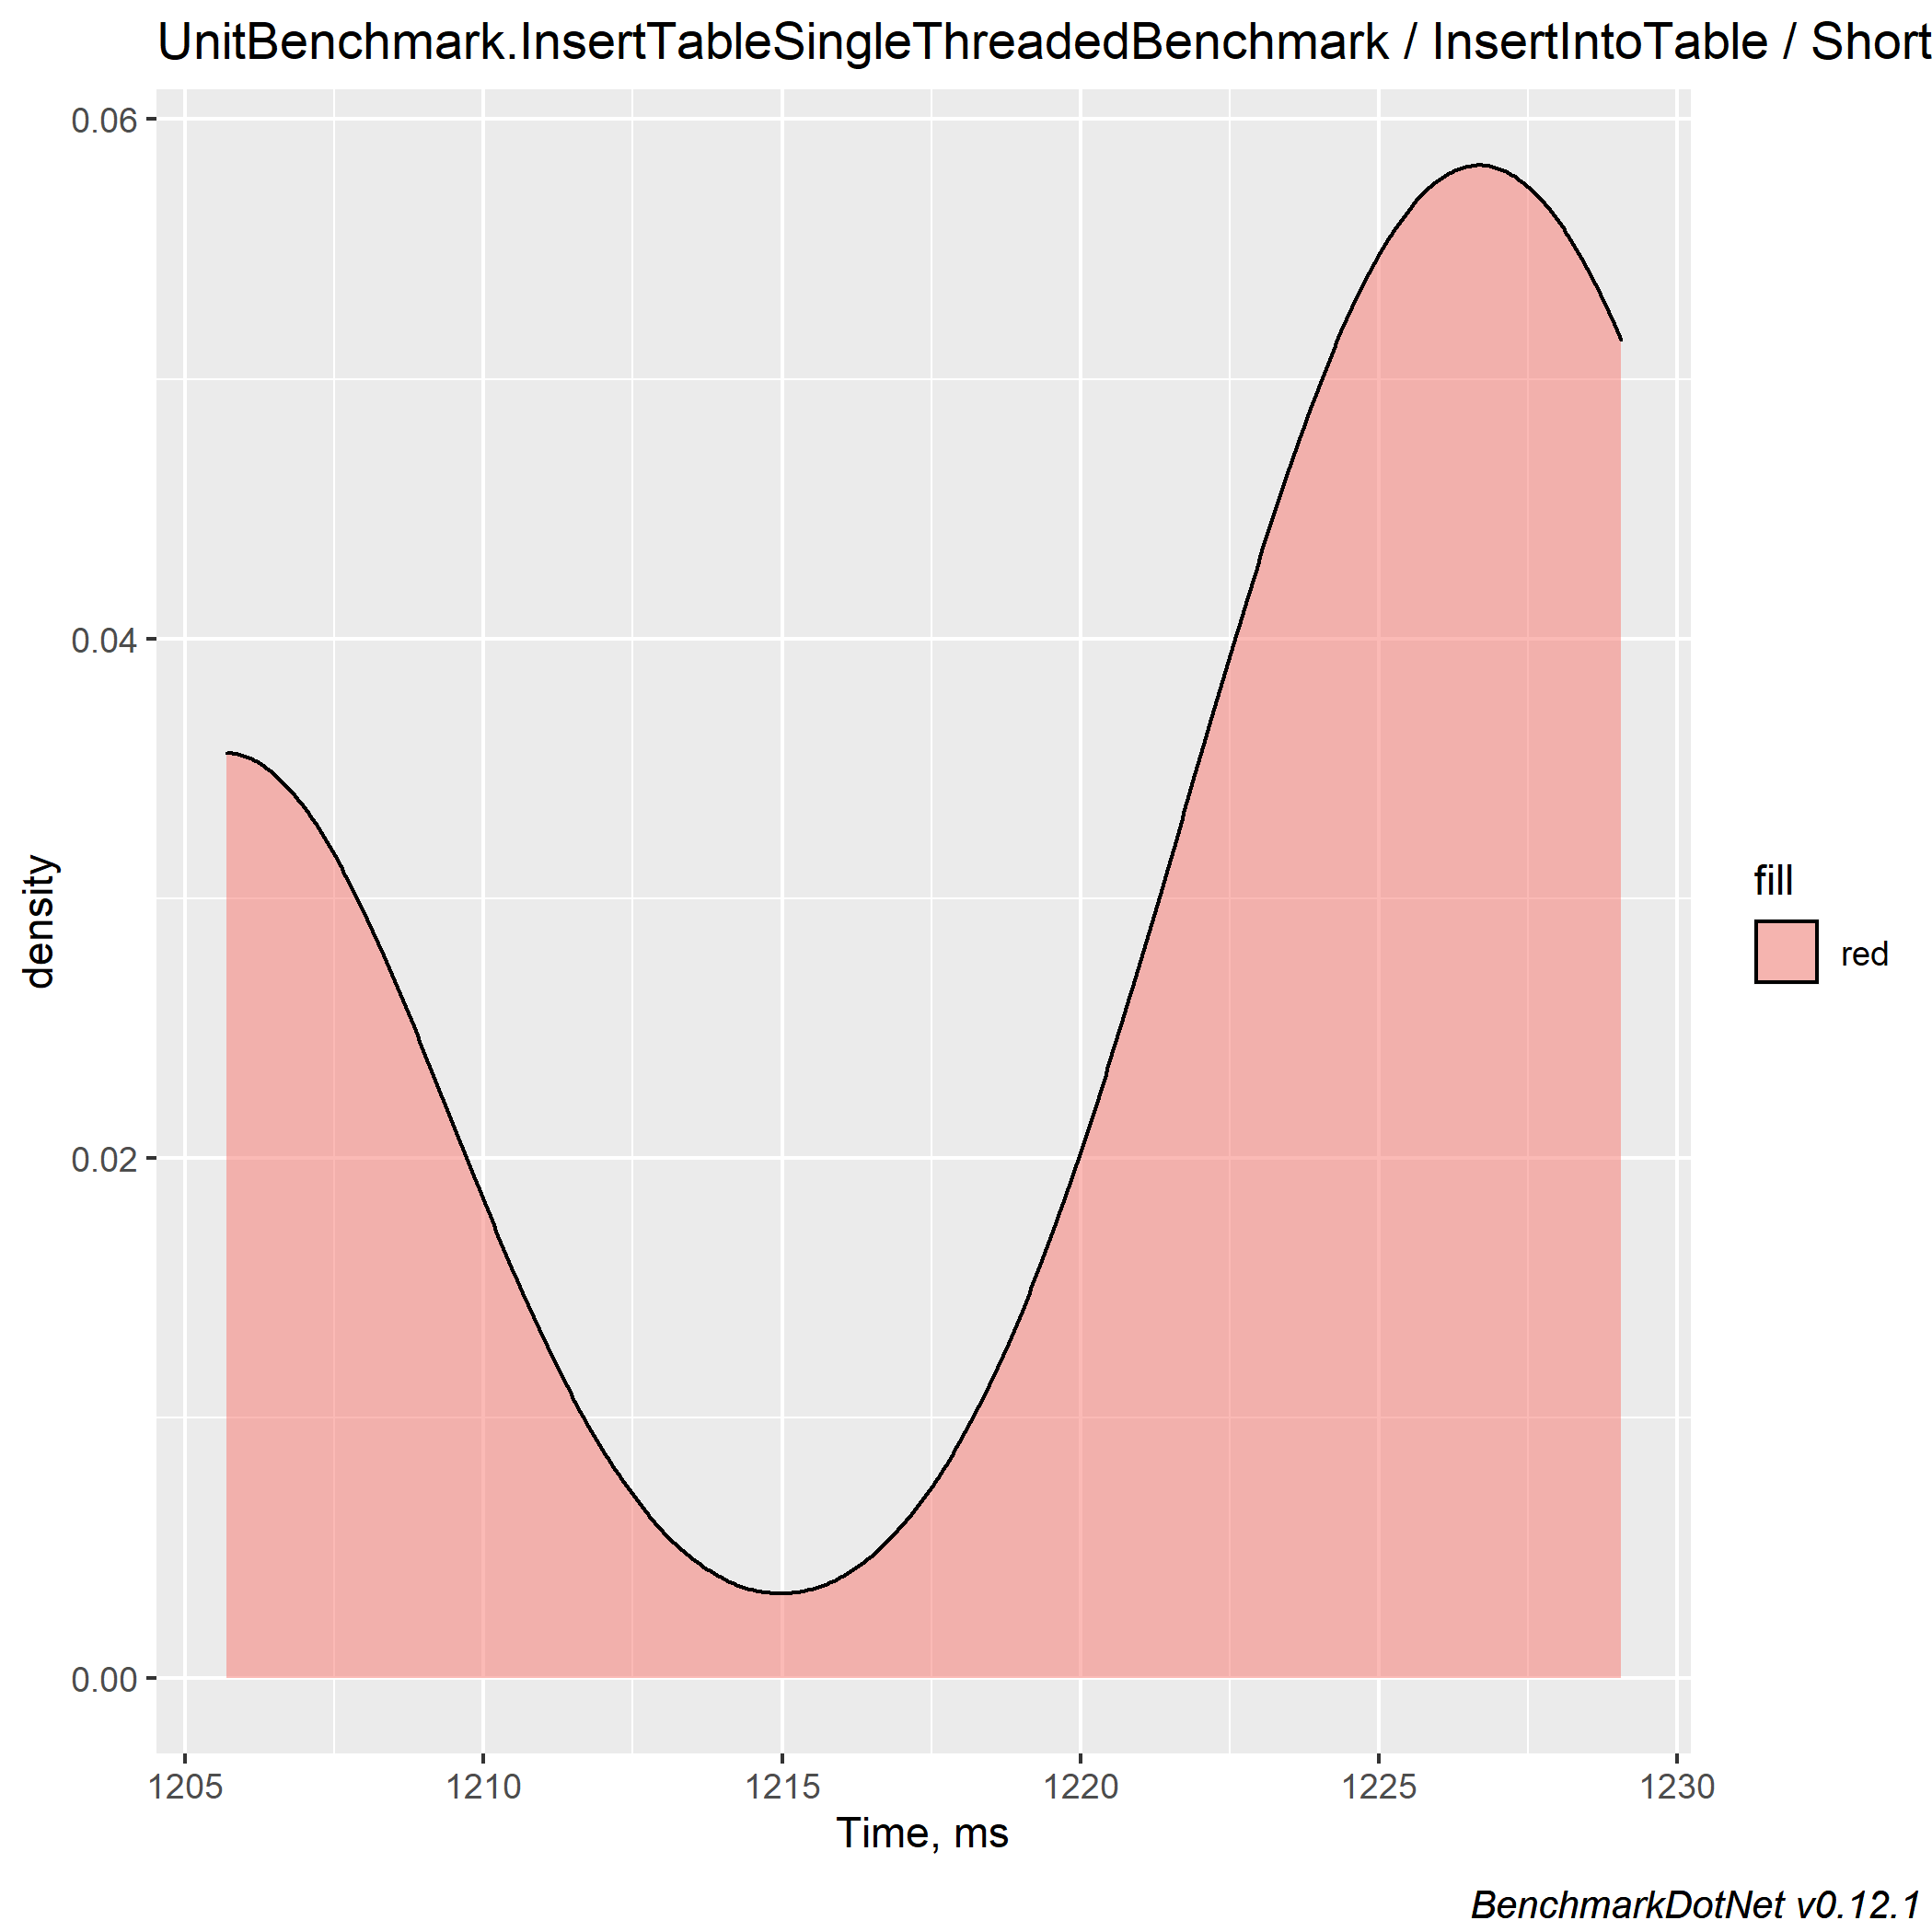 UnitBenchmark.InsertTableSingleThreadedBenchmark / InsertIntoTable / Short
0.06
0.04
0.02
0.00
density
1205 1210 1215 1220 1225 1230
Time, ms
fill
red
BenchmarkDotNet v0.12.1